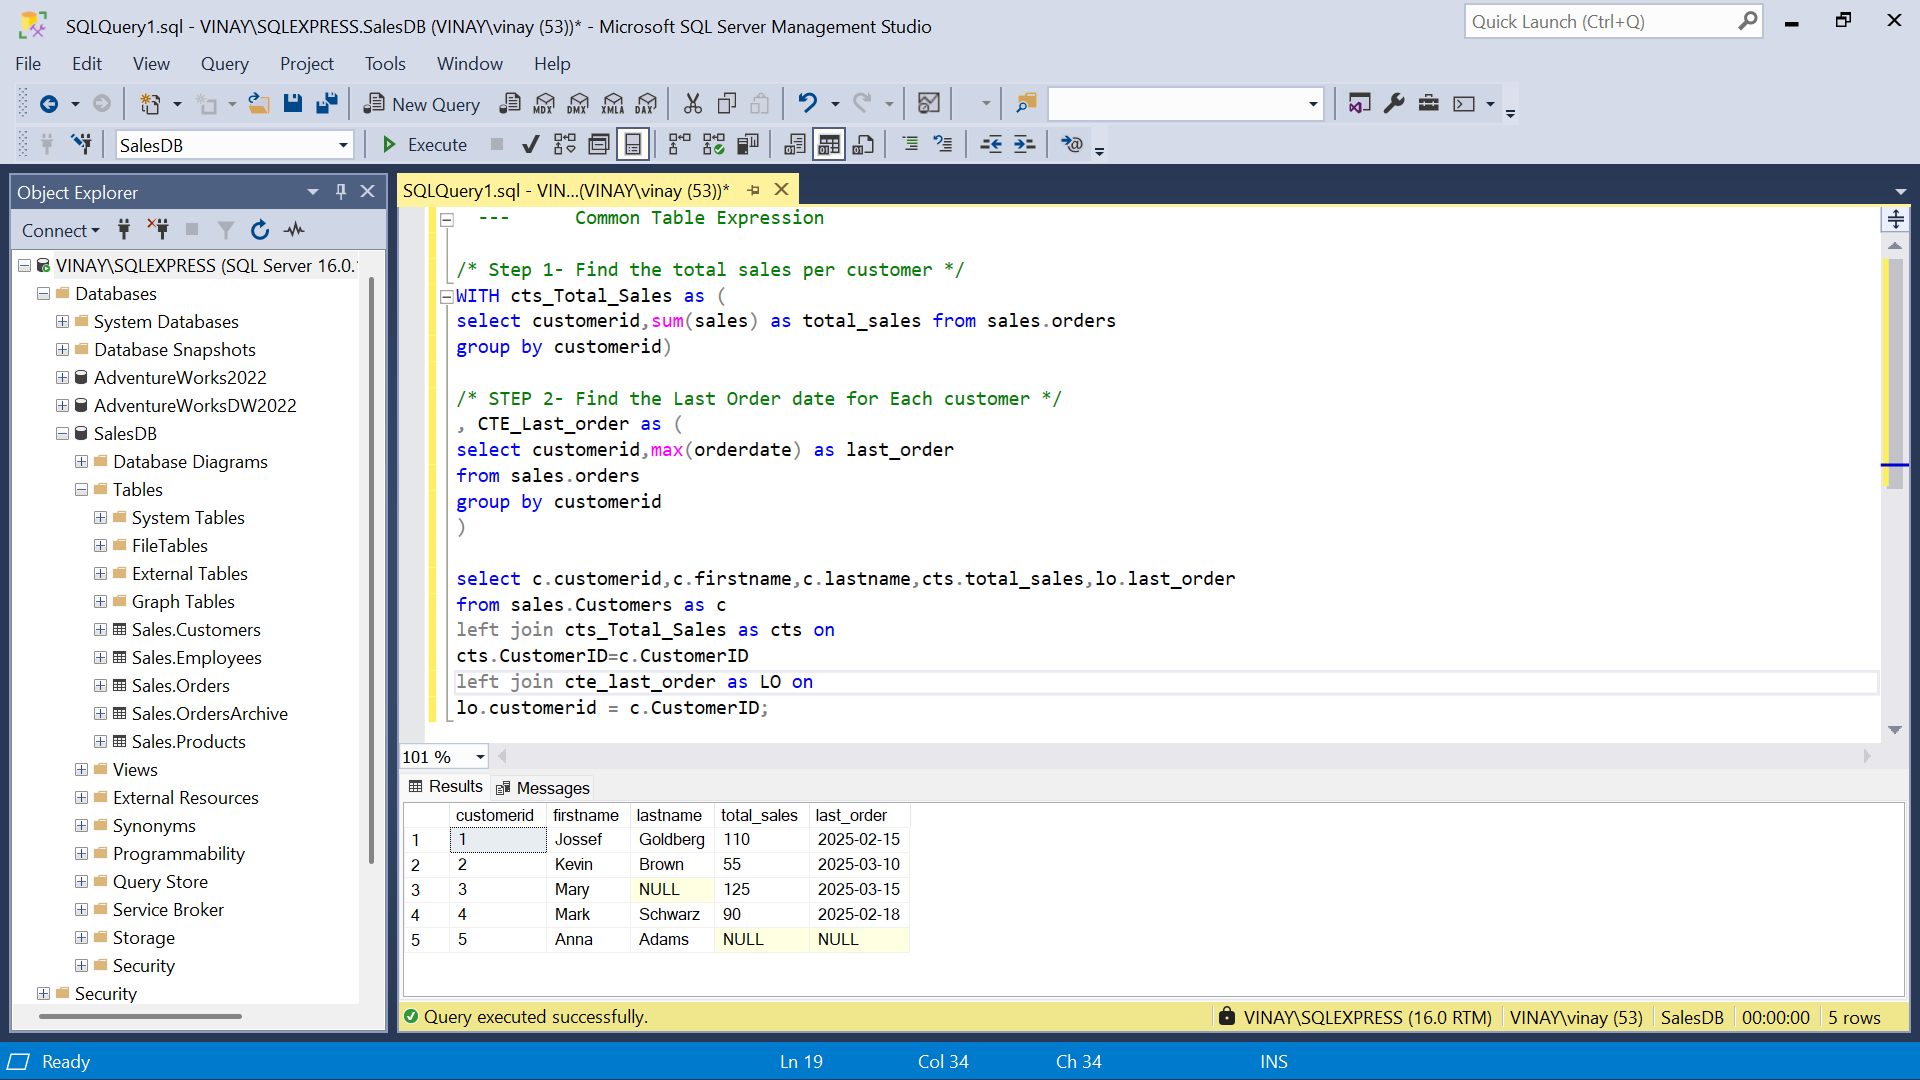 SQLQuery1.sql - VINAY\SQLEXPRESS.SalesDB (VINAY\vinay (53))* - Microsoft SQL Server Management Studio
Quick Launch (Ctrl+Q)
File Edit View Query Project Tools Window Help
New Query MDX DMX XMLA DAX
SalesDB Execute
Object Explorer
Connect
VINAY\SQLEXPRESS (SQL Server 16.0.
Databases
System Databases
Database Snapshots
AdventureWorks2022
AdventureWorksDW2022
SalesDB
Database Diagrams
Tables
System Tables
FileTables
External Tables
Graph Tables
Sales.Customers
Sales.Employees
Sales.Orders
Sales.OrdersArchive
Sales.Products
Views
External Resources
Synonyms
Programmability
Query Store
Service Broker
Storage
Security
Security
SQLQuery1.sql - VIN...(VINAY\vinay (53))*
--- Common Table Expression
/* Step 1- Find the total sales per customer */
WITH cts_Total_Sales as (
select customerid,sum(sales) as total_sales from sales.orders
group by customerid)
/* STEP 2- Find the Last Order date for Each customer */
, CTE_Last_order as (
select customerid,max(orderdate) as last_order
from sales.orders
group by customerid
)
select c.customerid,c.firstname,c.lastname,cts.total_sales,lo.last_order
from sales.Customers as c
left join cts_Total_Sales as cts on
cts.CustomerID=c.CustomerID
left join cte_last_order as LO on
lo.customerid = c.CustomerID;
101 %
Results Messages
customerid firstname lastname total_sales last_order
1 1 Jossef Goldberg 110 2025-02-15
2 2 Kevin Brown 55 2025-03-10
3 3 Mary NULL 125 2025-03-15
4 4 Mark Schwarz 90 2025-02-18
5 5 Anna Adams NULL NULL
Query executed successfully. VINAY\SQLEXPRESS (16.0 RTM) VINAY\vinay (53) SalesDB 00:00:00 5 rows
Ready Ln 19 Col 34 Ch 34 INS